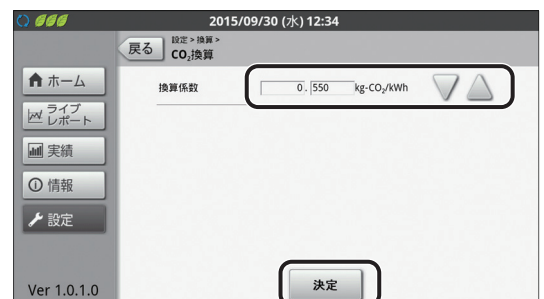 2015/09/30 (水) 12:34
戻る
設定 > 換算 >
CO₂換算
ホーム
ライブ
レポート
実績
情報
設定
Ver 1.0.1.0
換算係数
0 . 550 kg-CO₂/kWh
決定